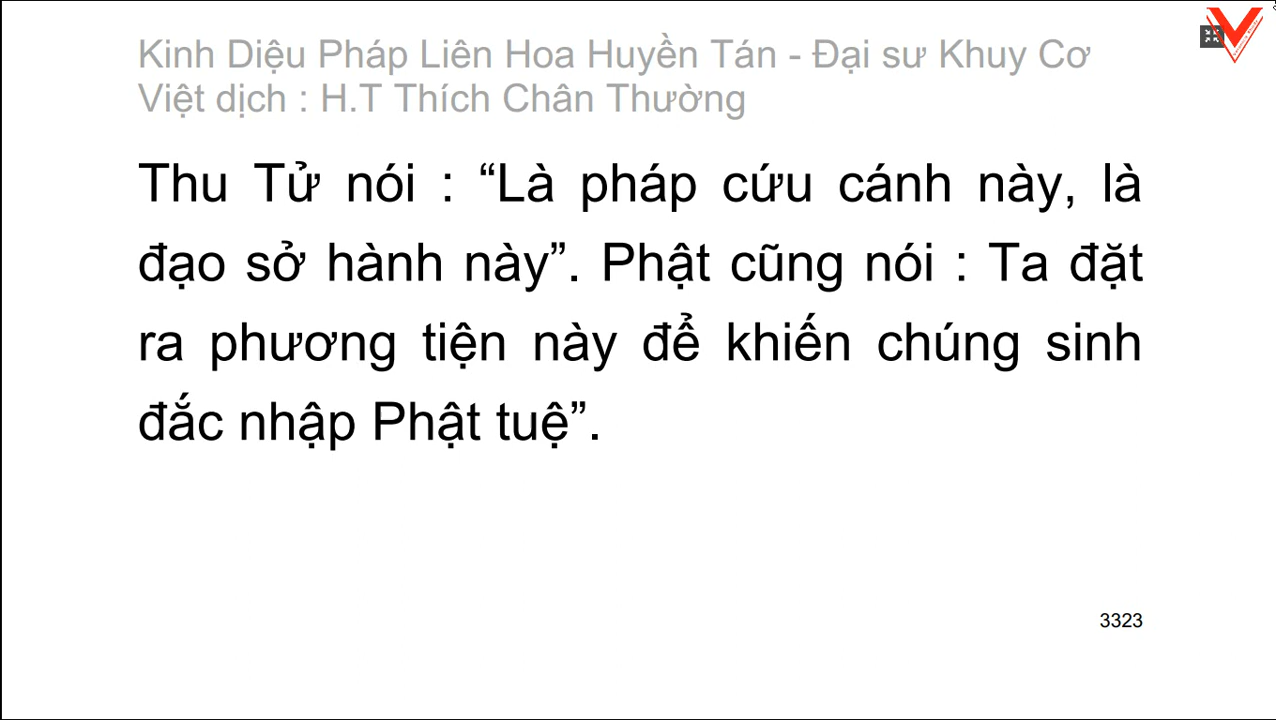 Kinh Diệu Pháp Liên Hoa Huyền Tán - Đại sư Khuy Cơ
Việt dịch : H.T Thích Chân Thường
Thu Tử nói : “Là pháp cứu cánh này, là
đạo sở hành này”. Phật cũng nói : Ta đặt
ra phương tiện này để khiến chúng sinh
đắc nhập Phật tuệ”.
3323